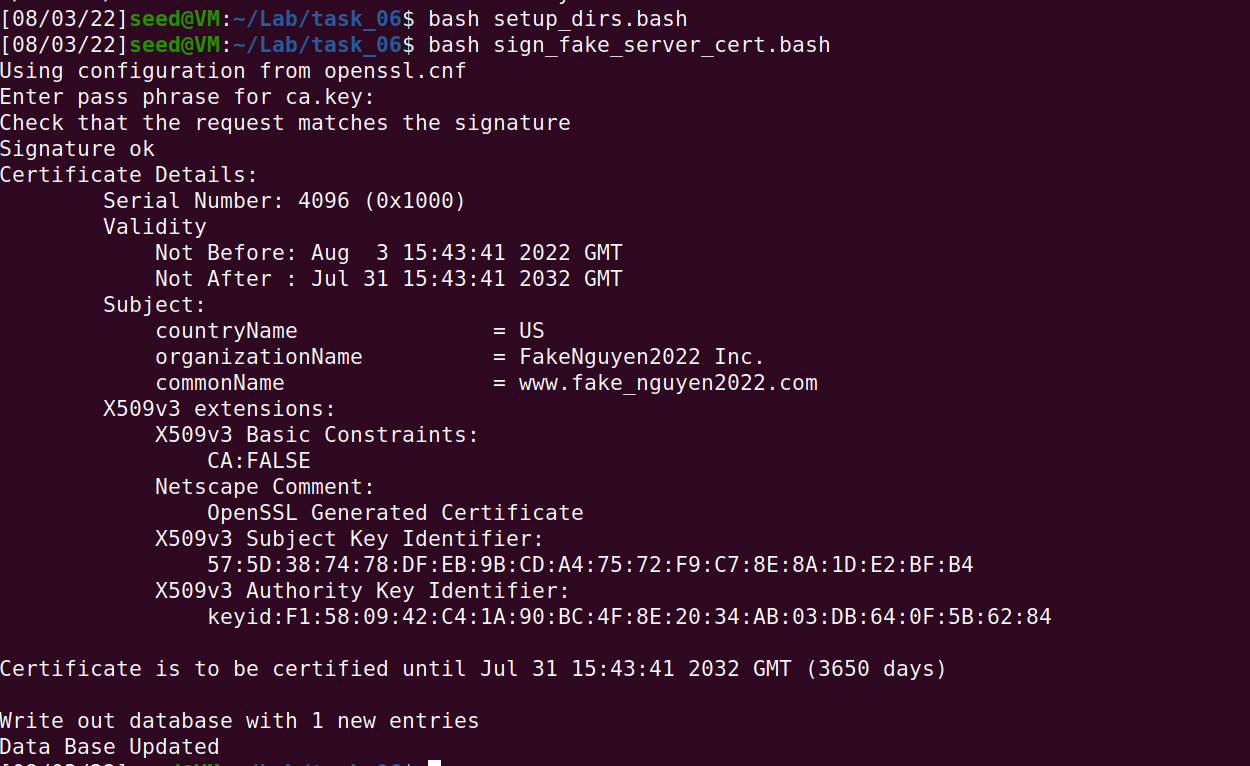 [08/03/22]seed@VM:~/Lab/task_06$ bash setup_dirs.bash
[08/03/22]seed@VM:~/Lab/task_06$ bash sign_fake_server_cert.bash
Using configuration from openssl.cnf
Enter pass phrase for ca.key:
Check that the request matches the signature
Signature ok
Certificate Details:
        Serial Number: 4096 (0x1000)
        Validity
            Not Before: Aug  3 15:43:41 2022 GMT
            Not After : Jul 31 15:43:41 2032 GMT
        Subject:
            countryName               = US
            organizationName          = FakeNguyen2022 Inc.
            commonName                = www.fake_nguyen2022.com
        X509v3 extensions:
            X509v3 Basic Constraints:
                CA:FALSE
            Netscape Comment:
                OpenSSL Generated Certificate
            X509v3 Subject Key Identifier:
                57:5D:38:74:78:DF:EB:9B:CD:A4:75:72:F9:C7:8E:8A:1D:E2:BF:B4
            X509v3 Authority Key Identifier:
                keyid:F1:58:09:42:C4:1A:90:BC:4F:8E:20:34:AB:03:DB:64:0F:5B:62:84
Certificate is to be certified until Jul 31 15:43:41 2032 GMT (3650 days)
Write out database with 1 new entries
Data Base Updated